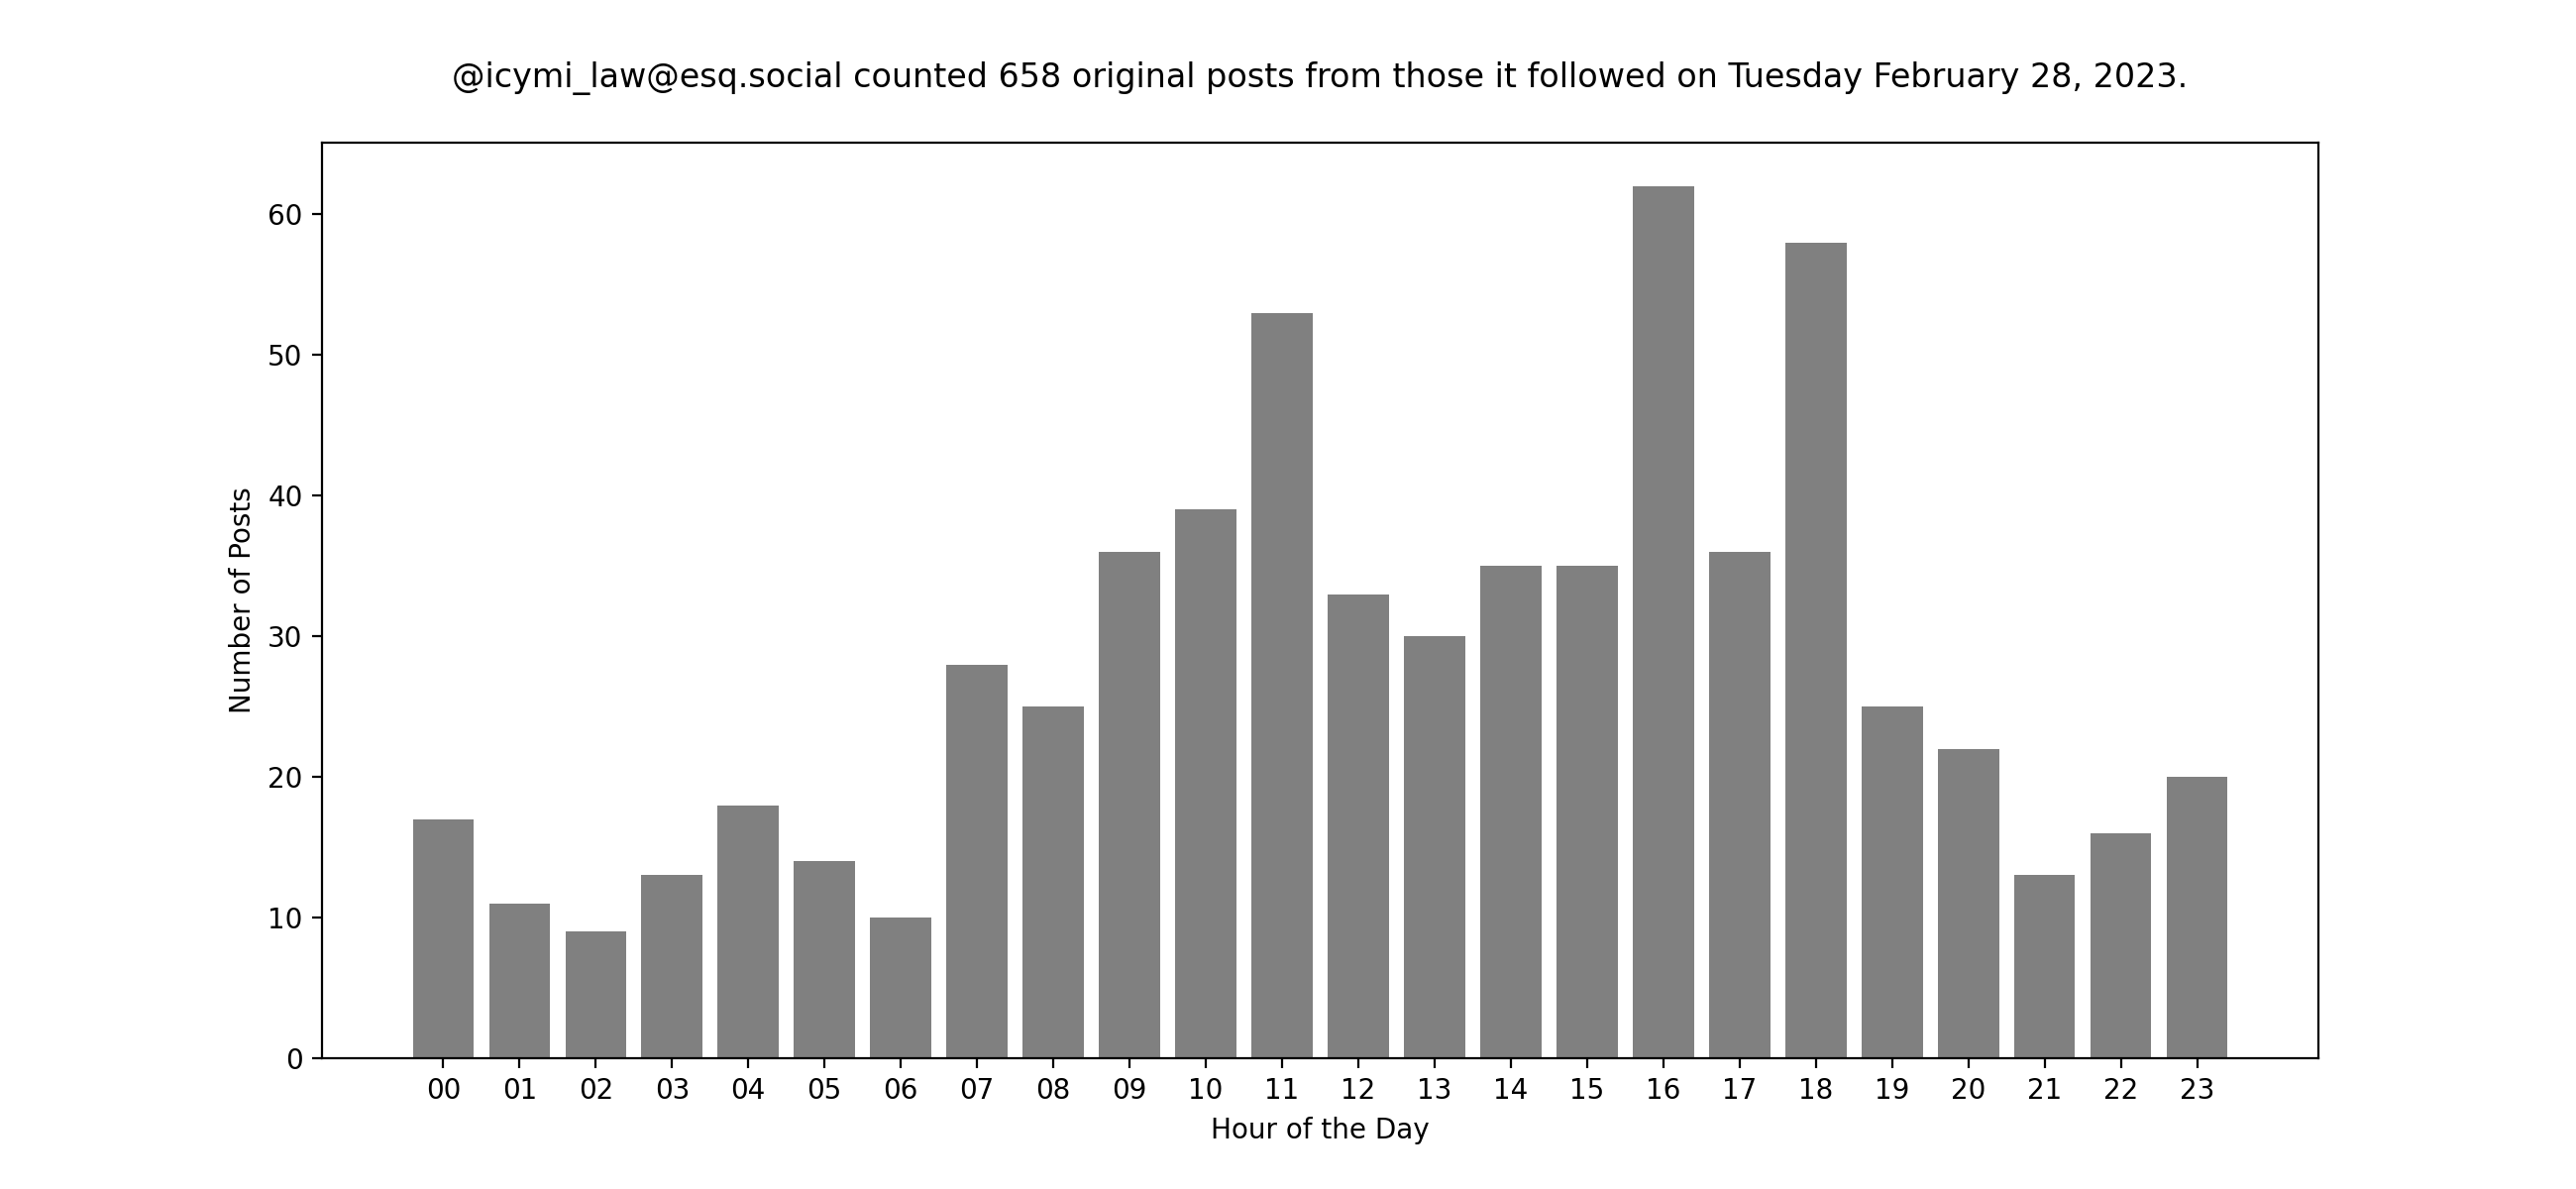 @icymi_law@esq.social counted 658 original posts from those it followed on Tuesday February 28, 2023.
60
50
40
30
20
10
0
Number of Posts
00 01 02 03 04 05 06 07 08 09 10 11 12 13 14 15 16 17 18 19 20 21 22 23
Hour of the Day